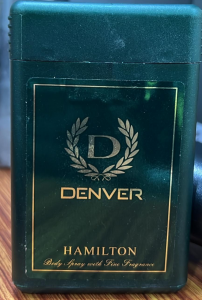 D
DENVER
HAMILTON
Body Spray with Fine Fragrance